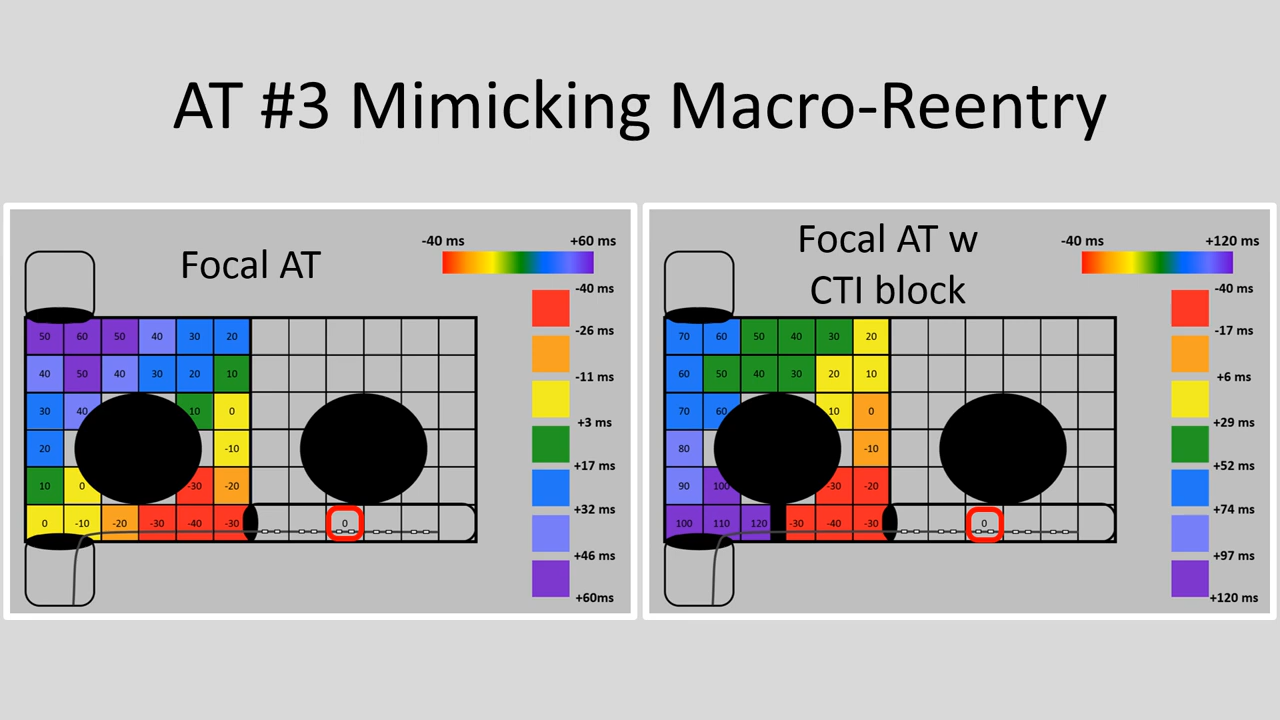 AT #3 Mimicking Macro-Reentry
Focal AT
-40 ms +60 ms
-40 ms
-26 ms
-11 ms
+3 ms
+17 ms
+32 ms
+46 ms
+60ms
50 60 50 40 30 20
40 50 40 30 20 10
30 40 10 0
20 -10
10 0 -30 -20
0 -10 -20 -30 -40 -30 0
Focal AT w
CTI block
-40 ms +120 ms
-40 ms
-17 ms
+6 ms
+29 ms
+52 ms
+74 ms
+97 ms
+120 ms
70 60 50 40 30 20
60 50 40 30 20 10
70 60 10 0
80 -10
90 100 -30 -20
100 110 120 -30 -40 -30 0